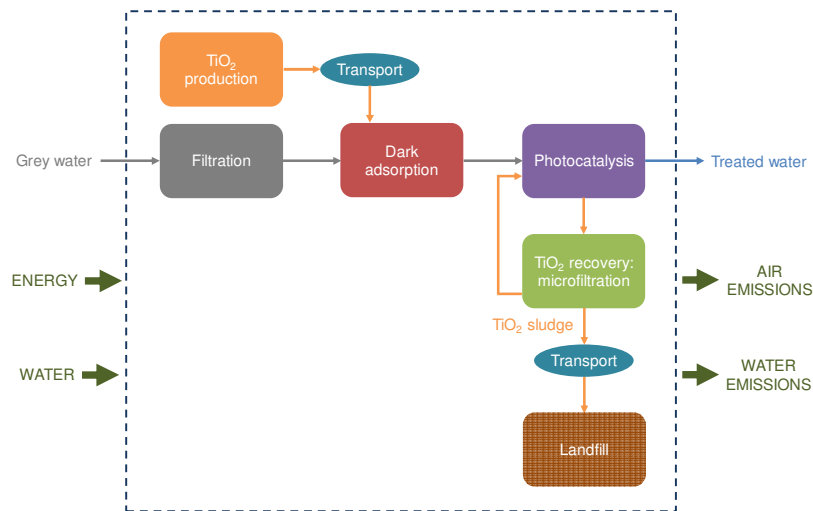 TiO₂
production
Transport
Grey water
Filtration
Dark
adsorption
Photocatalysis
Treated water
ENERGY
TiO₂ recovery:
microfiltration
AIR
EMISSIONS
TiO₂ sludge
Transport
WATER
WATER
EMISSIONS
Landfill